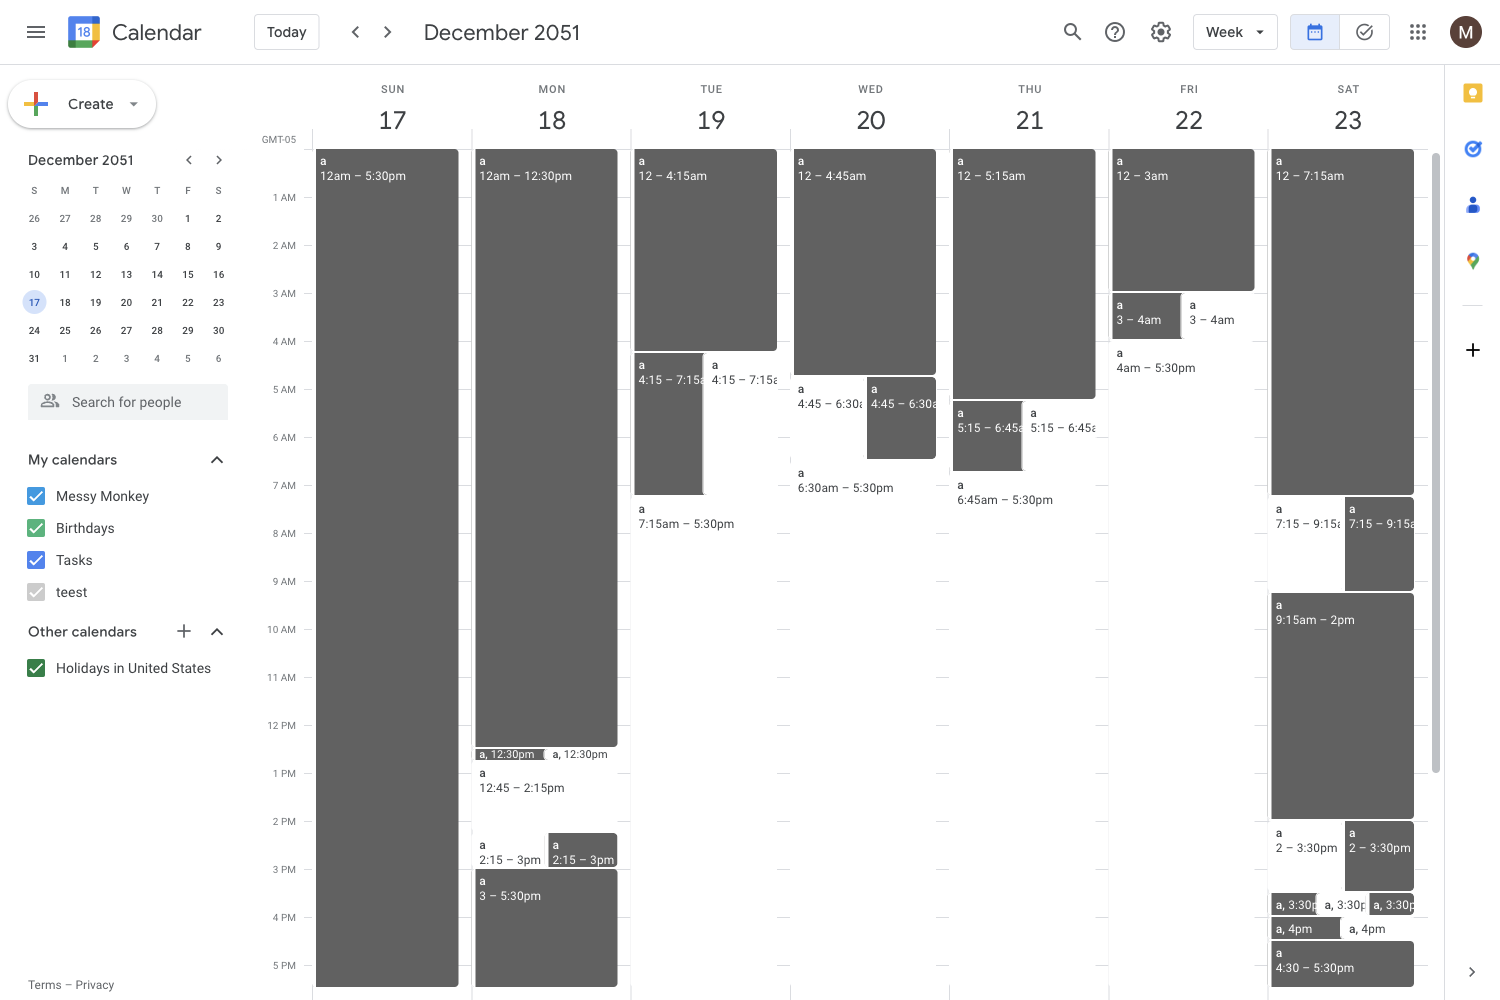 18
Calendar
Today
December 2051
Week
M
Create
December 2051
S M T W T F S
26 27 28 29 30 1 2
3 4 5 6 7 8 9
10 11 12 13 14 15 16
17 18 19 20 21 22 23
24 25 26 27 28 29 30
31 1 2 3 4 5 6
Search for people
My calendars
Messy Monkey
Birthdays
Tasks
teest
Other calendars
Holidays in United States
Terms – Privacy
GMT-05
SUN MON TUE WED THU FRI SAT
17 18 19 20 21 22 23
1 AM
2 AM
3 AM
4 AM
5 AM
6 AM
7 AM
8 AM
9 AM
10 AM
11 AM
12 PM
1 PM
2 PM
3 PM
4 PM
5 PM
a
12am – 5:30pm
a
12am – 12:30pm
a, 12:30pm
a, 12:30pm
a
12:45 – 2:15pm
a
2:15 – 3pm
a
2:15 – 3pm
a
3 – 5:30pm
a
12 – 4:15am
a
4:15 – 7:15a
a
4:15 – 7:15a
a
7:15am – 5:30pm
a
12 – 4:45am
a
4:45 – 6:30a
a
4:45 – 6:30a
a
6:30am – 5:30pm
a
12 – 5:15am
a
5:15 – 6:45a
a
5:15 – 6:45a
a
6:45am – 5:30pm
a
12 – 3am
a
3 – 4am
a
3 – 4am
a
4am – 5:30pm
a
12 – 7:15am
a
7:15 – 9:15a
a
7:15 – 9:15a
a
9:15am – 2pm
a
2 – 3:30pm
a
2 – 3:30pm
a, 3:30p
a, 3:30p
a, 3:30p
a, 4pm
a, 4pm
a
4:30 – 5:30pm